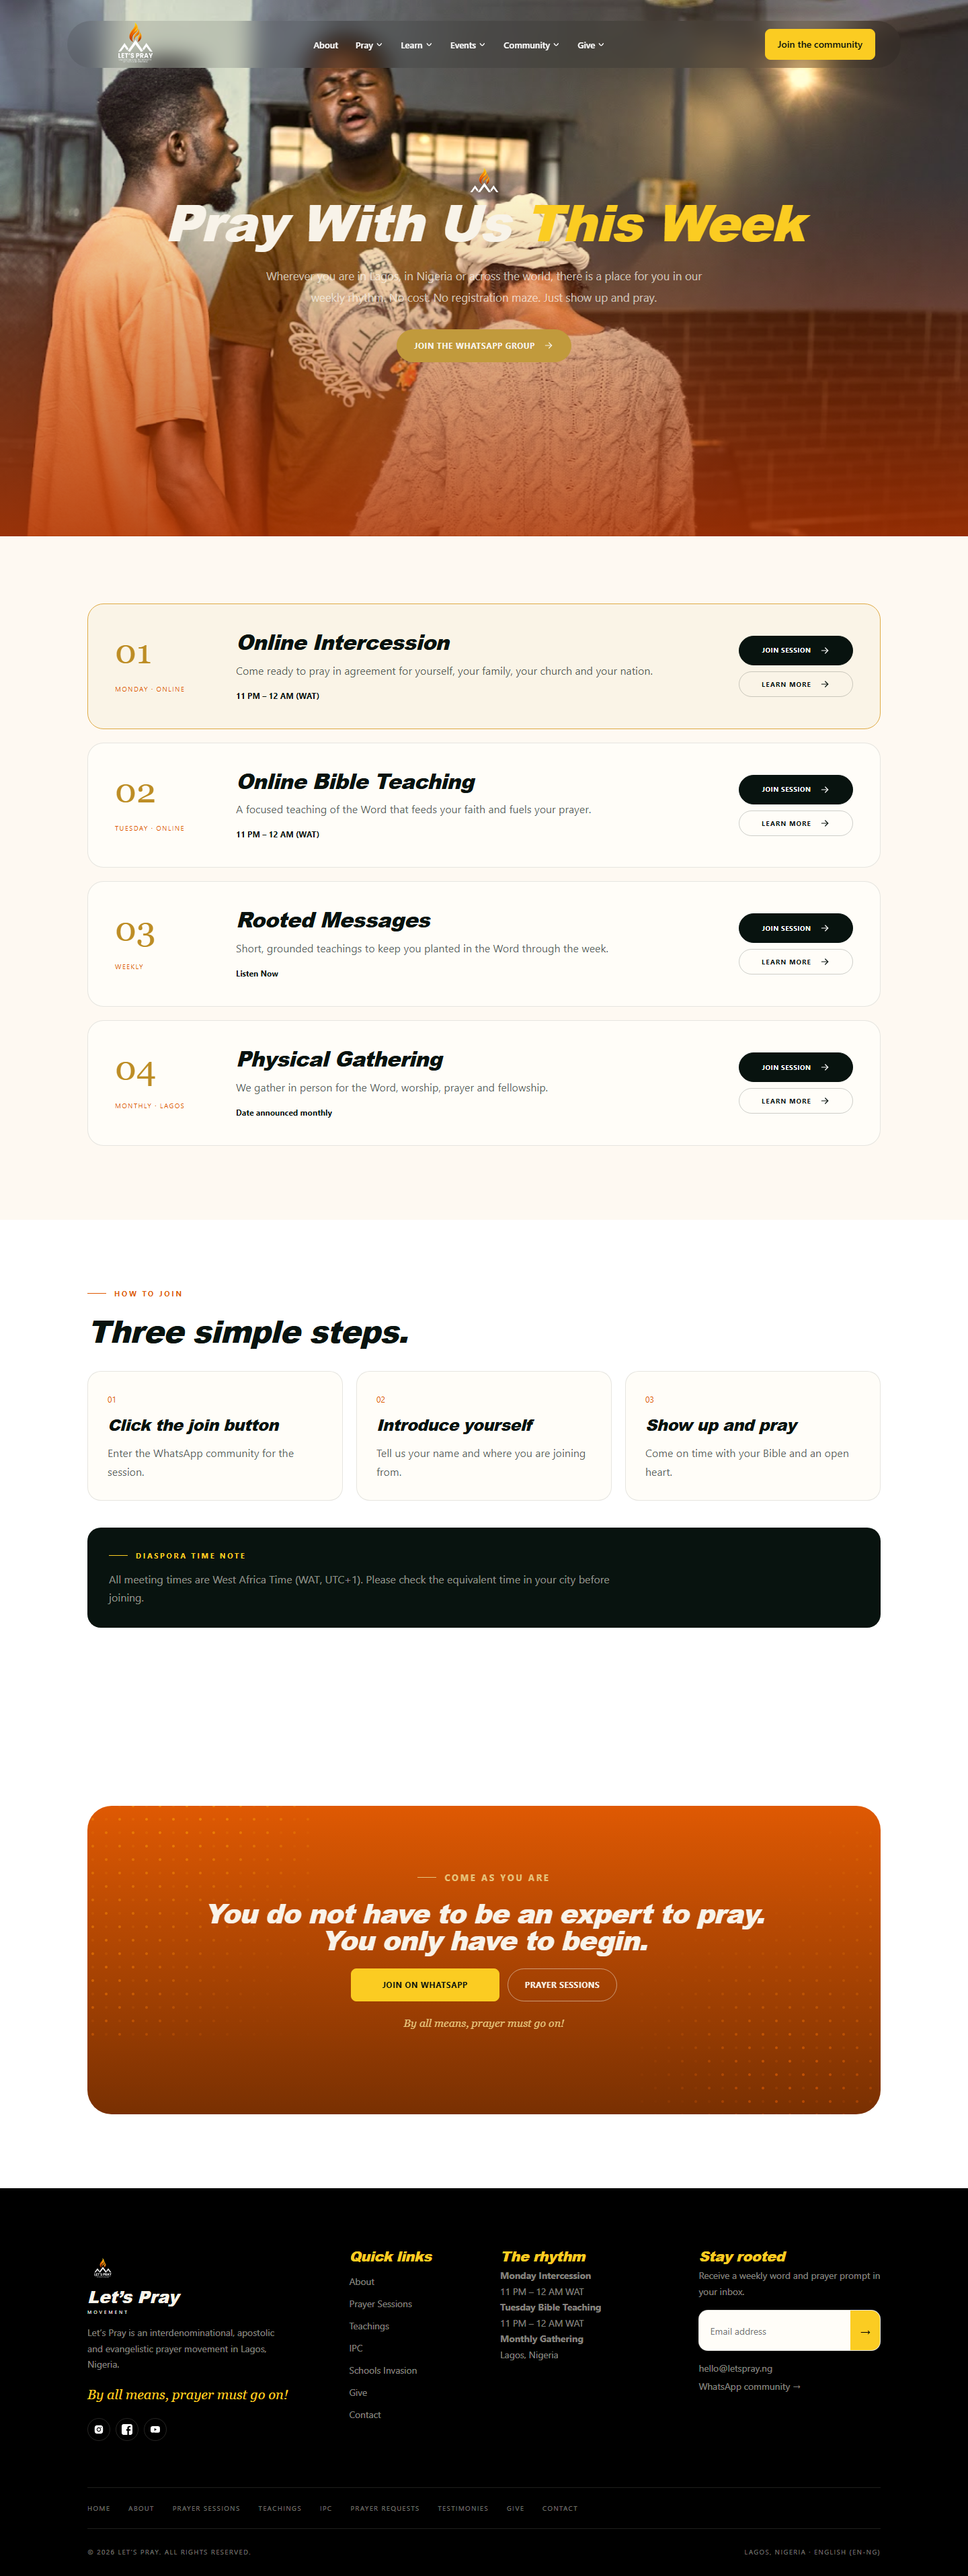 LET'S PRAY
About
Pray
Learn
Events
Community
Give
Join the community
Pray With Us This Week
Wherever you are in Lagos, in Nigeria or across the world, there is a place for you in our
weekly rhythm. No cost. No registration maze. Just show up and pray.
JOIN THE WHATSAPP GROUP →
01
MONDAY · ONLINE
Online Intercession
Come ready to pray in agreement for yourself, your family, your church and your nation.
11 PM – 12 AM (WAT)
JOIN SESSION →
LEARN MORE →
02
TUESDAY · ONLINE
Online Bible Teaching
A focused teaching of the Word that feeds your faith and fuels your prayer.
11 PM – 12 AM (WAT)
JOIN SESSION →
LEARN MORE →
03
WEEKLY
Rooted Messages
Short, grounded teachings to keep you planted in the Word through the week.
Listen Now
JOIN SESSION →
LEARN MORE →
04
MONTHLY · LAGOS
Physical Gathering
We gather in person for the Word, worship, prayer and fellowship.
Date announced monthly
JOIN SESSION →
LEARN MORE →
HOW TO JOIN
Three simple steps.
01
Click the join button
Enter the WhatsApp community for the
session.
02
Introduce yourself
Tell us your name and where you are joining
from.
03
Show up and pray
Come on time with your Bible and an open
heart.
DIASPORA TIME NOTE
All meeting times are West Africa Time (WAT, UTC+1). Please check the equivalent time in your city before
joining.
COME AS YOU ARE
You do not have to be an expert to pray.
You only have to begin.
JOIN ON WHATSAPP
PRAYER SESSIONS
By all means, prayer must go on!
Let's Pray
MOVEMENT
Let's Pray is an interdenominational, apostolic
and evangelistic prayer movement in Lagos,
Nigeria.
By all means, prayer must go on!
Quick links
About
Prayer Sessions
Teachings
IPC
Schools Invasion
Give
Contact
The rhythm
Monday Intercession
11 PM – 12 AM WAT
Tuesday Bible Teaching
11 PM – 12 AM WAT
Monthly Gathering
Lagos, Nigeria
Stay rooted
Receive a weekly word and prayer prompt in
your inbox.
Email address
→
hello@letspray.ng
WhatsApp community →
HOME
ABOUT
PRAYER SESSIONS
TEACHINGS
IPC
PRAYER REQUESTS
TESTIMONIES
GIVE
CONTACT
© 2026 LET'S PRAY. ALL RIGHTS RESERVED.
LAGOS, NIGERIA · ENGLISH (EN-NG)